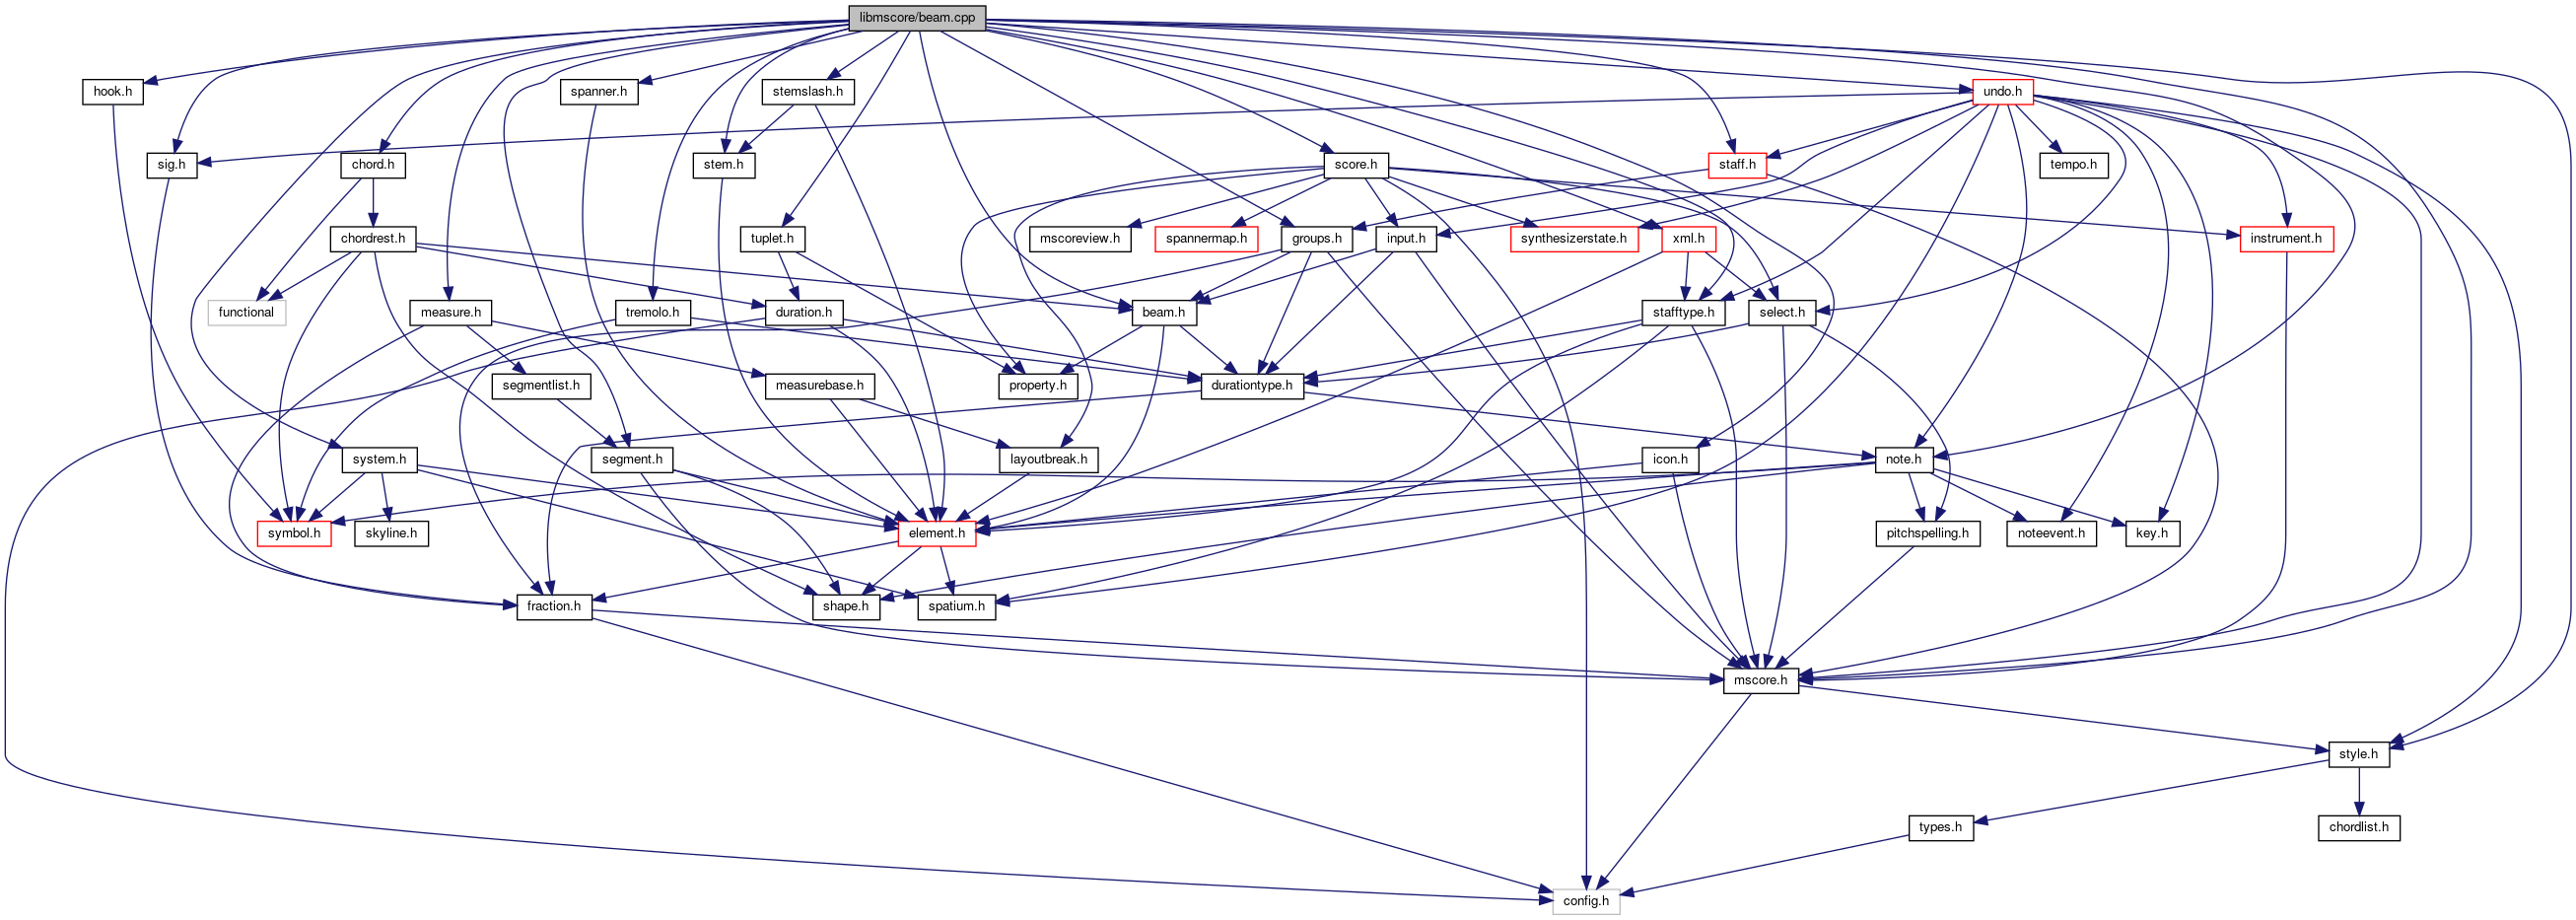 libmscore/beam.cpp
hook.h
spanner.h
stemslash.h
undo.h
sig.h
chord.h
stem.h
score.h
staff.h
tempo.h
chordrest.h
tuplet.h
mscoreview.h
spannermap.h
groups.h
input.h
synthesizerstate.h
xml.h
instrument.h
functional
measure.h
tremolo.h
duration.h
beam.h
stafftype.h
select.h
segmentlist.h
measurebase.h
property.h
durationtype.h
system.h
segment.h
layoutbreak.h
icon.h
note.h
symbol.h
skyline.h
element.h
pitchspelling.h
noteevent.h
key.h
fraction.h
shape.h
spatium.h
mscore.h
style.h
types.h
chordlist.h
config.h